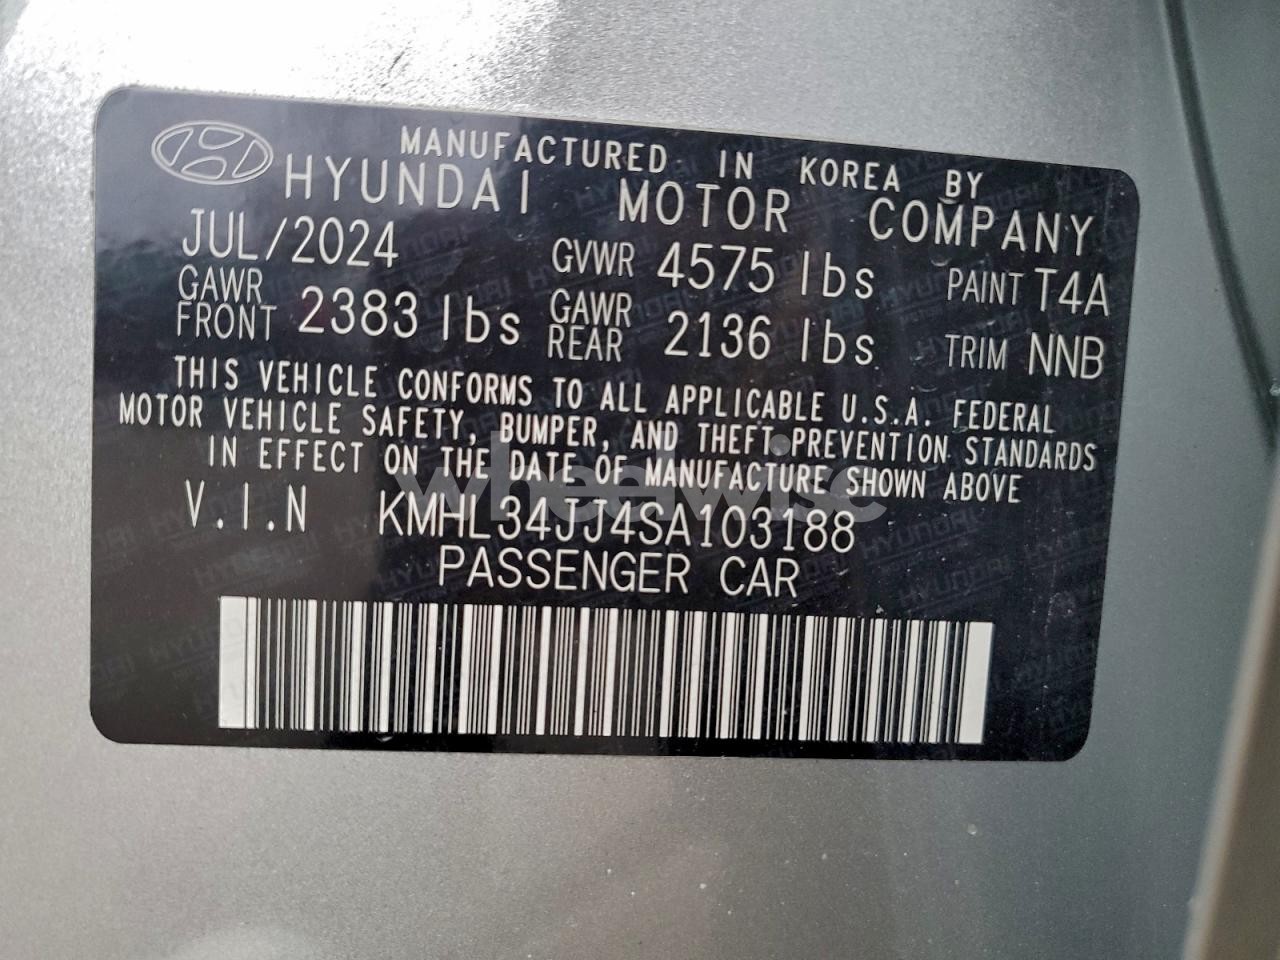 MANUFACTURED IN KOREA BY
HYUNDAI MOTOR COMPANY
JUL/2024 GVWR 4575 lbs PAINT T4A
GAWR FRONT 2383 lbs GAWR REAR 2136 lbs TRIM NNB
THIS VEHICLE CONFORMS TO ALL APPLICABLE U.S.A. FEDERAL
MOTOR VEHICLE SAFETY, BUMPER, AND THEFT PREVENTION STANDARDS
IN EFFECT ON THE DATE OF MANUFACTURE SHOWN ABOVE
wheelwise
V.I.N KMHL34JJ4SA103188
PASSENGER CAR